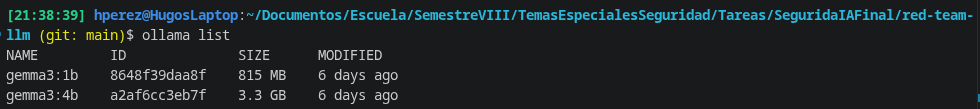 [21:38:39] hperez@HugosLaptop:~/Documentos/Escuela/SemestreVIII/TemasEspecialesSeguridad/Tareas/SeguridaIAFinal/red-team-
llm (git: main)$ ollama list
NAME ID SIZE MODIFIED
gemma3:1b 8648f39daa8f 815 MB 6 days ago
gemma3:4b a2af6cc3eb7f 3.3 GB 6 days ago